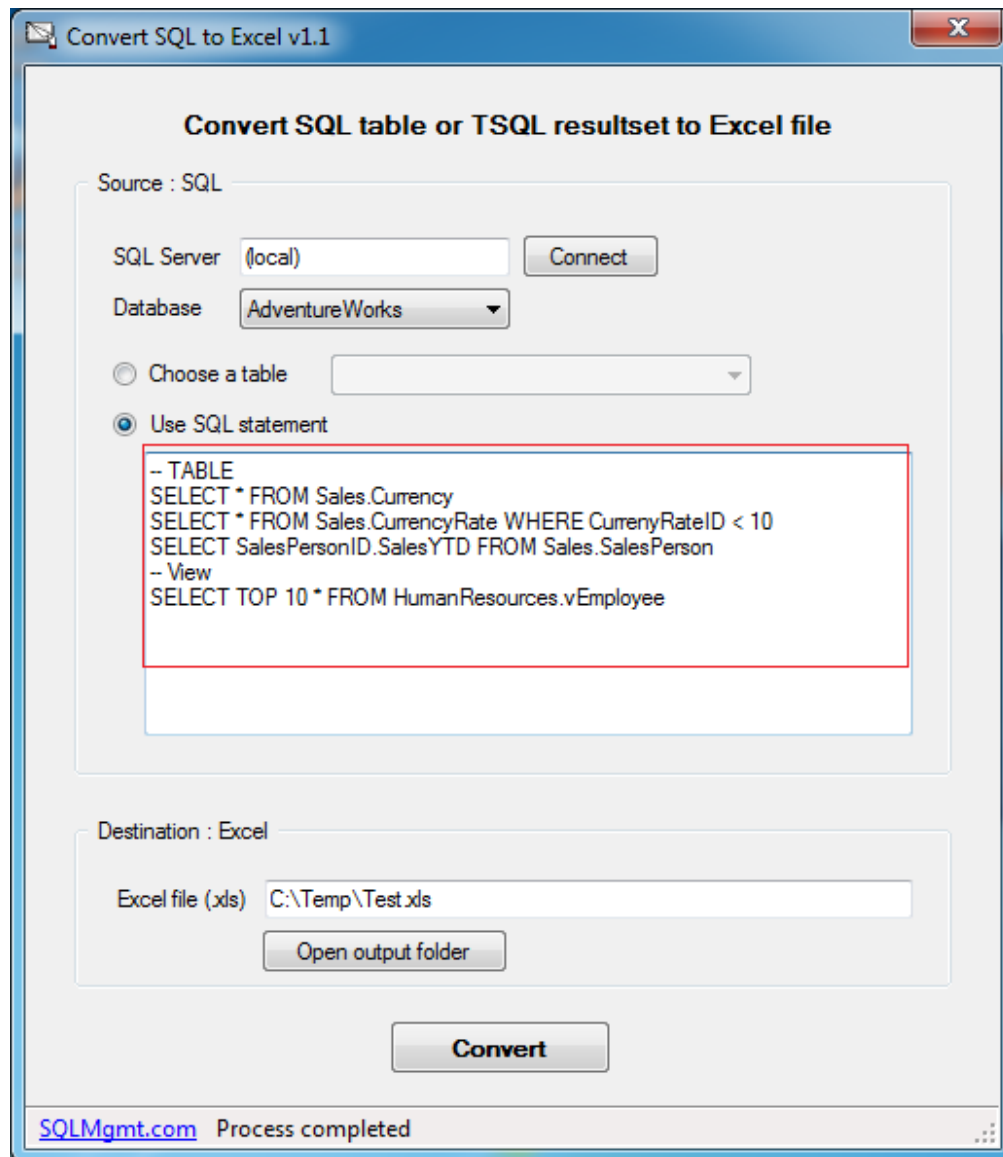 Convert SQL to Excel v1.1
Convert SQL table or TSQL resultset to Excel file
Source : SQL
SQL Server (local) Connect
Database AdventureWorks
Choose a table
Use SQL statement
-- TABLE
SELECT * FROM Sales.Currency
SELECT * FROM Sales.CurrencyRate WHERE CurrenyRateID < 10
SELECT SalesPersonID.SalesYTD FROM Sales.SalesPerson
-- View
SELECT TOP 10 * FROM HumanResources.vEmployee
Destination : Excel
Excel file (.xls) C:\Temp\Test.xls
Open output folder
Convert
SQLMgmt.com Process completed